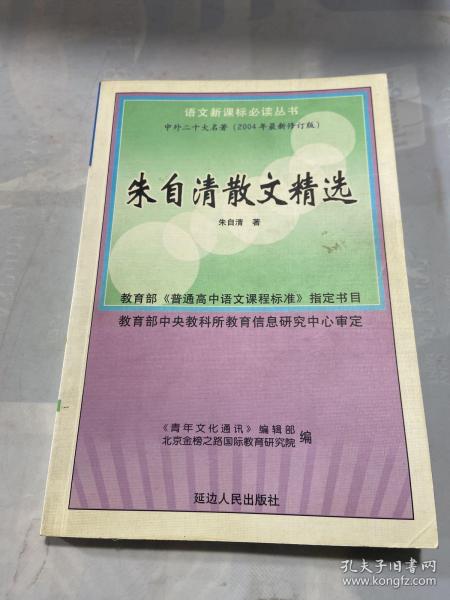 语文新课标必读丛书
中外二十大名著(2004年最新修订版)
朱自清散文精选
朱自清 著
教育部《普通高中语文课程标准》指定书目
教育部中央教科所教育信息研究中心审定
《青年文化通讯》编辑部
北京金榜之路国际教育研究院 编
延边人民出版社
孔夫子旧书网
www.kongfz.com